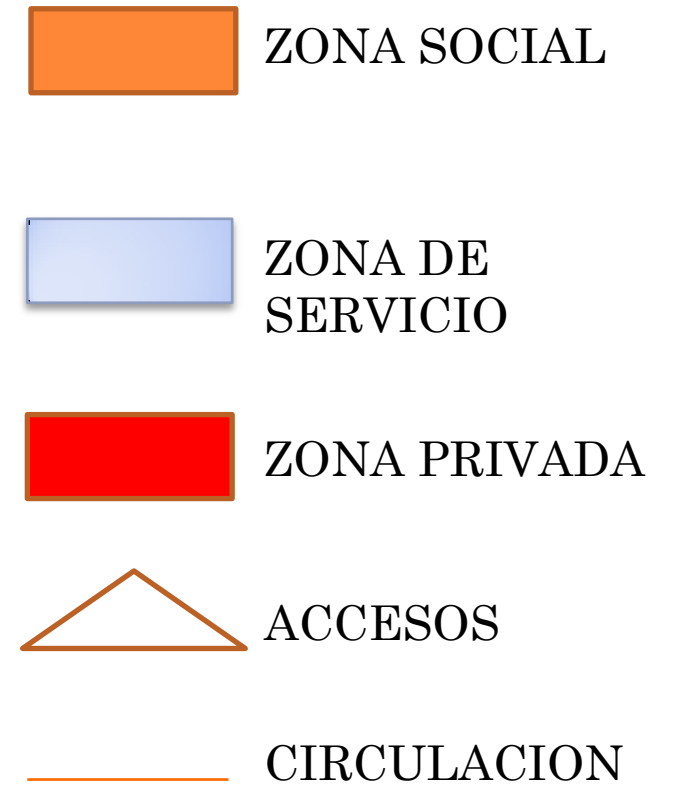 ZONA SOCIAL
ZONA DE
SERVICIO
ZONA PRIVADA
ACCESOS
CIRCULACION